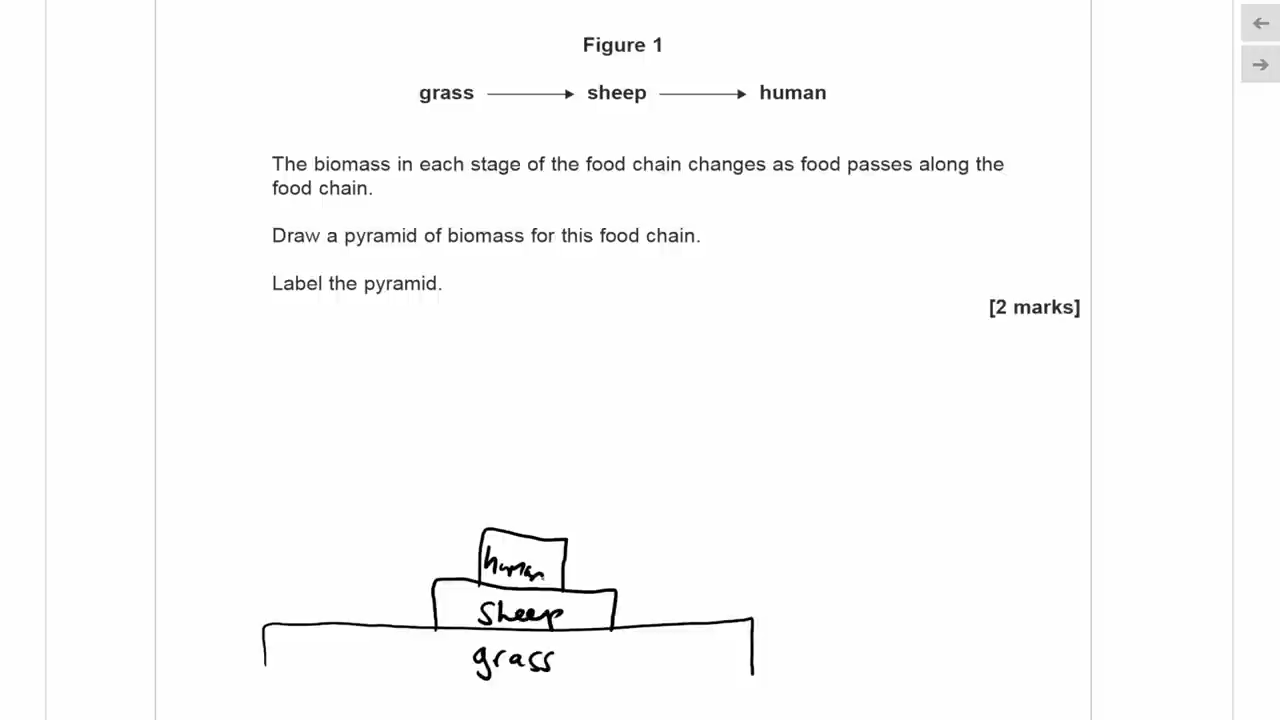 Figure 1
grass sheep human
The biomass in each stage of the food chain changes as food passes along the
food chain.
Draw a pyramid of biomass for this food chain.
Label the pyramid.
[2 marks]
human
sheep
grass